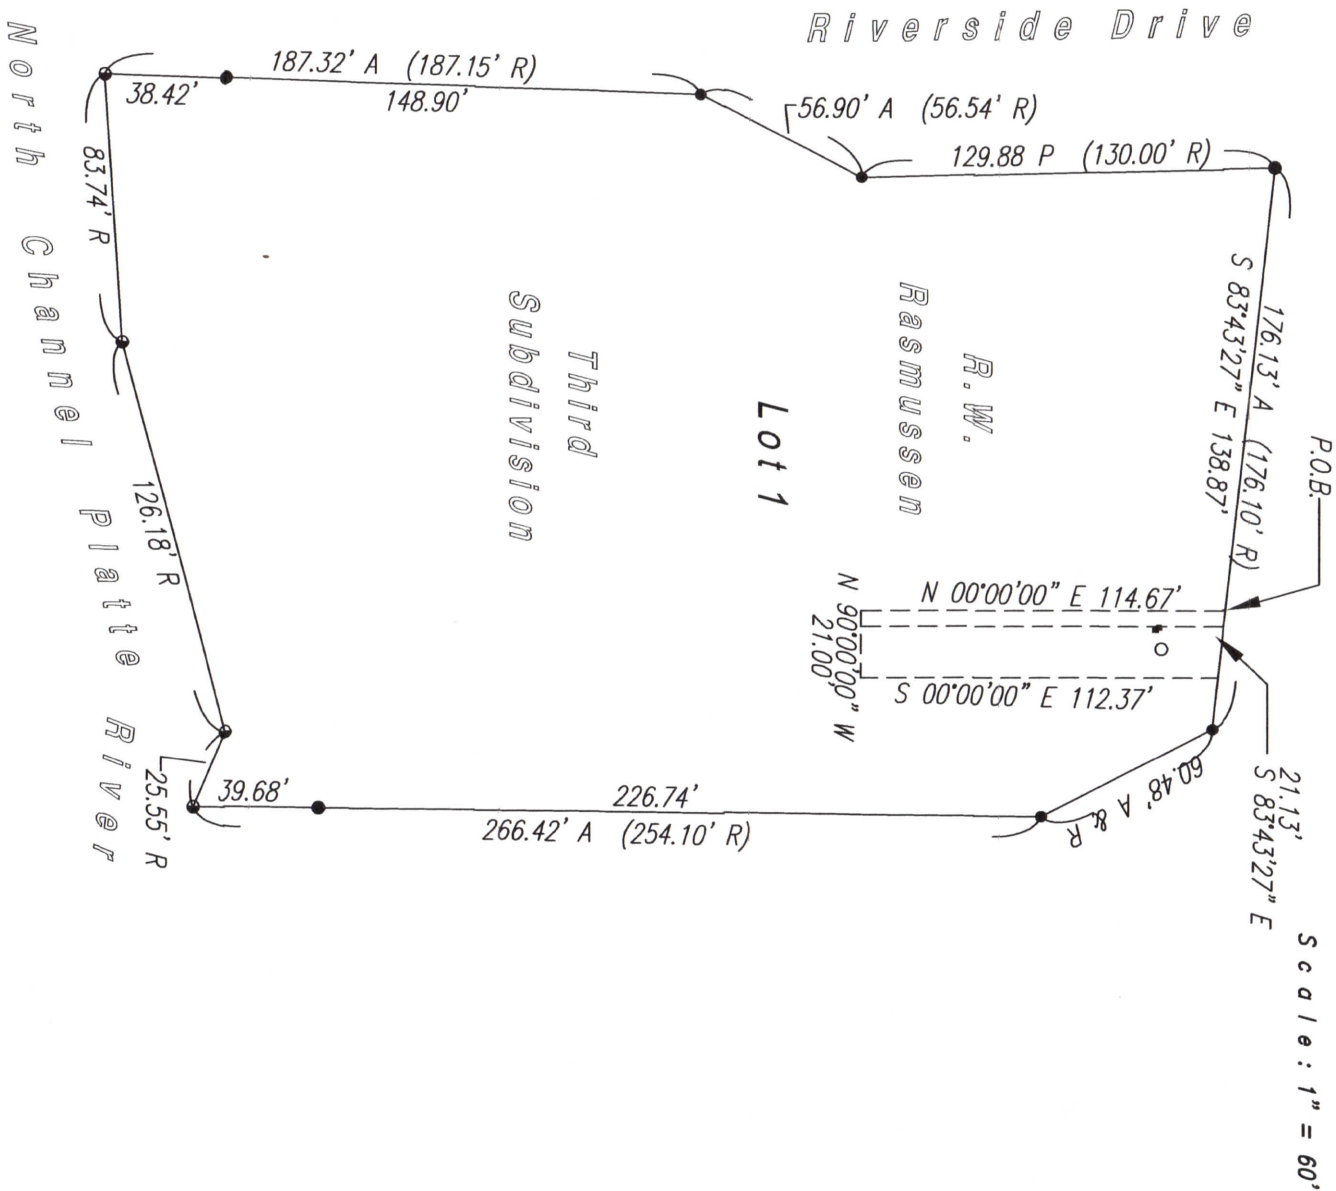 Riverside Drive
187.32' A (187.15' R)
38.42'
148.90'
56.90' A (56.54' R)
129.88 P (130.00' R)
North Channel Platte River
83.74' R
126.18' R
25.55' R
39.68'
226.74'
266.42' A (254.10' R)
60.48' A & R
176.13' A (176.10' R)
S 83°43'27" E 138.87'
P.O.B.
R.W.
Rasmussen
Lot 1
Third
Subdivision
N 00°00'00" E 114.67'
N 90°00'00" W
21.00'
S 00°00'00" E 112.37'
21.13'
S 83°43'27" E
Scale: 1" = 60'